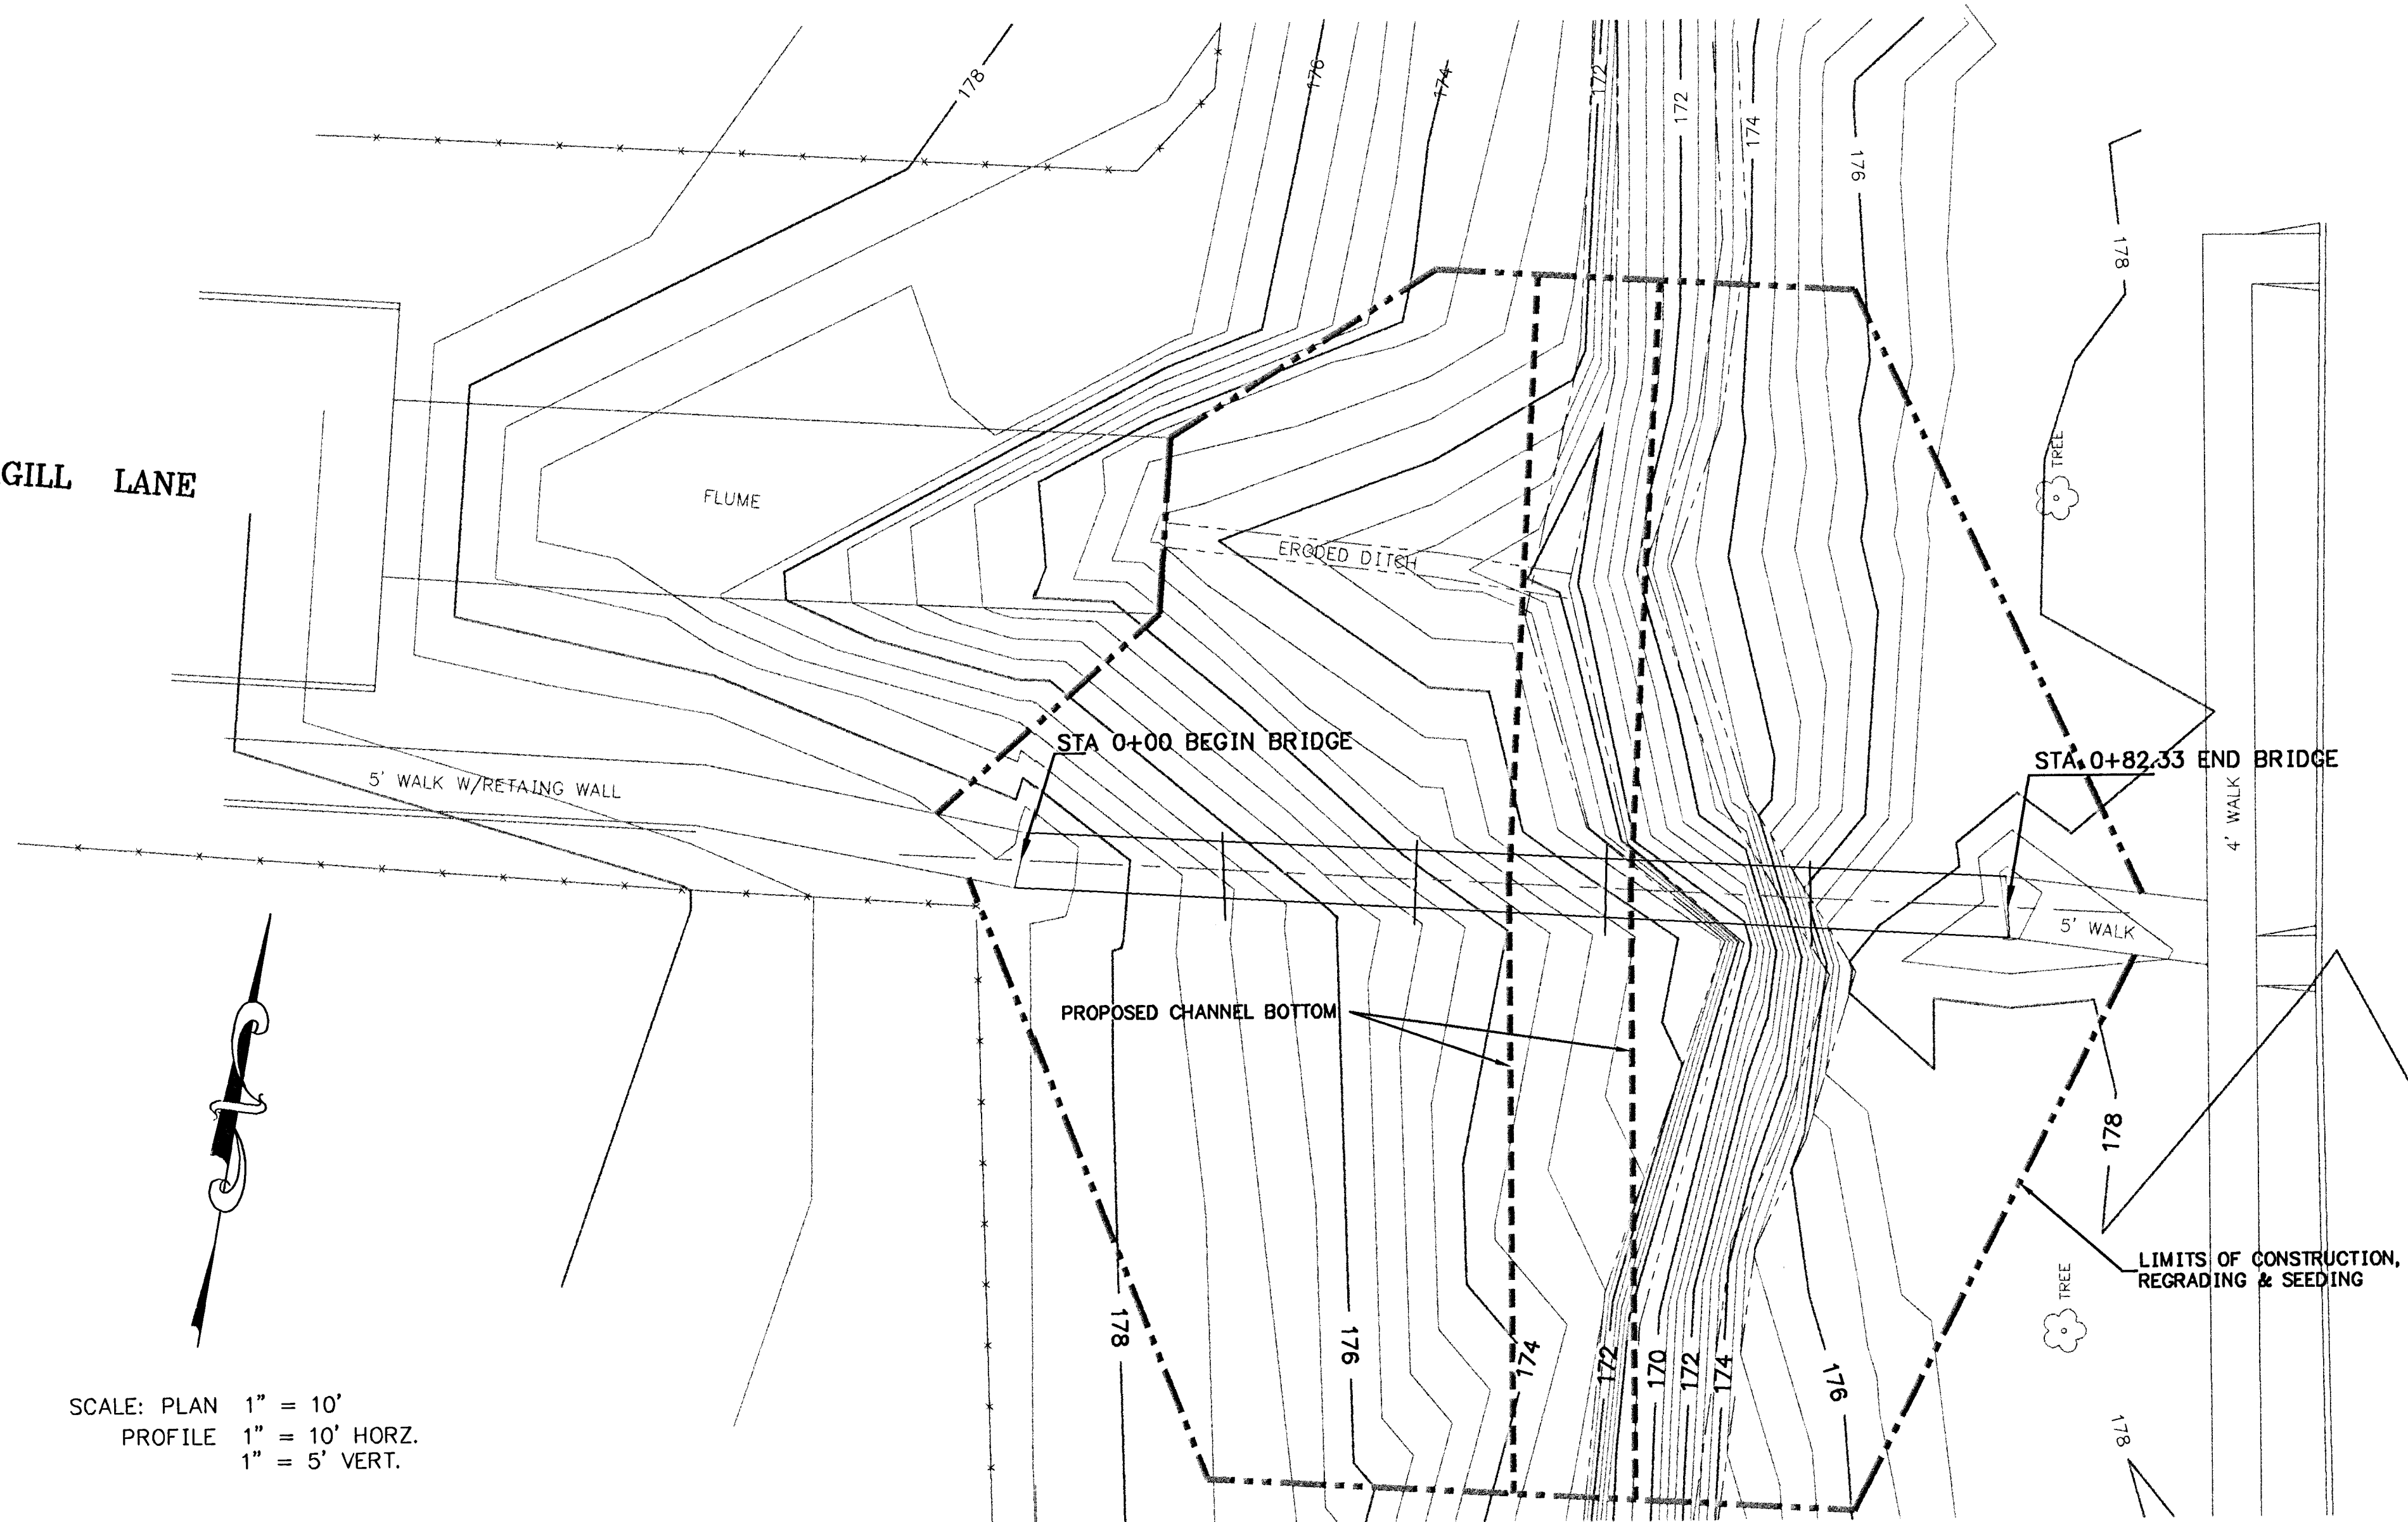 178
176
174
172
172
174
176
178
GILL LANE
FLUME
ERODED DITCH
TREE
STA 0+00 BEGIN BRIDGE
STA 0+82.33 END BRIDGE
5' WALK W/RETAING WALL
4' WALK
5' WALK
PROPOSED CHANNEL BOTTOM
178
LIMITS OF CONSTRUCTION,
REGRADING & SEEDING
TREE
178
176
174
172
170
172
174
176
178
SCALE: PLAN 1" = 10'
PROFILE 1" = 10' HORZ.
1" = 5' VERT.